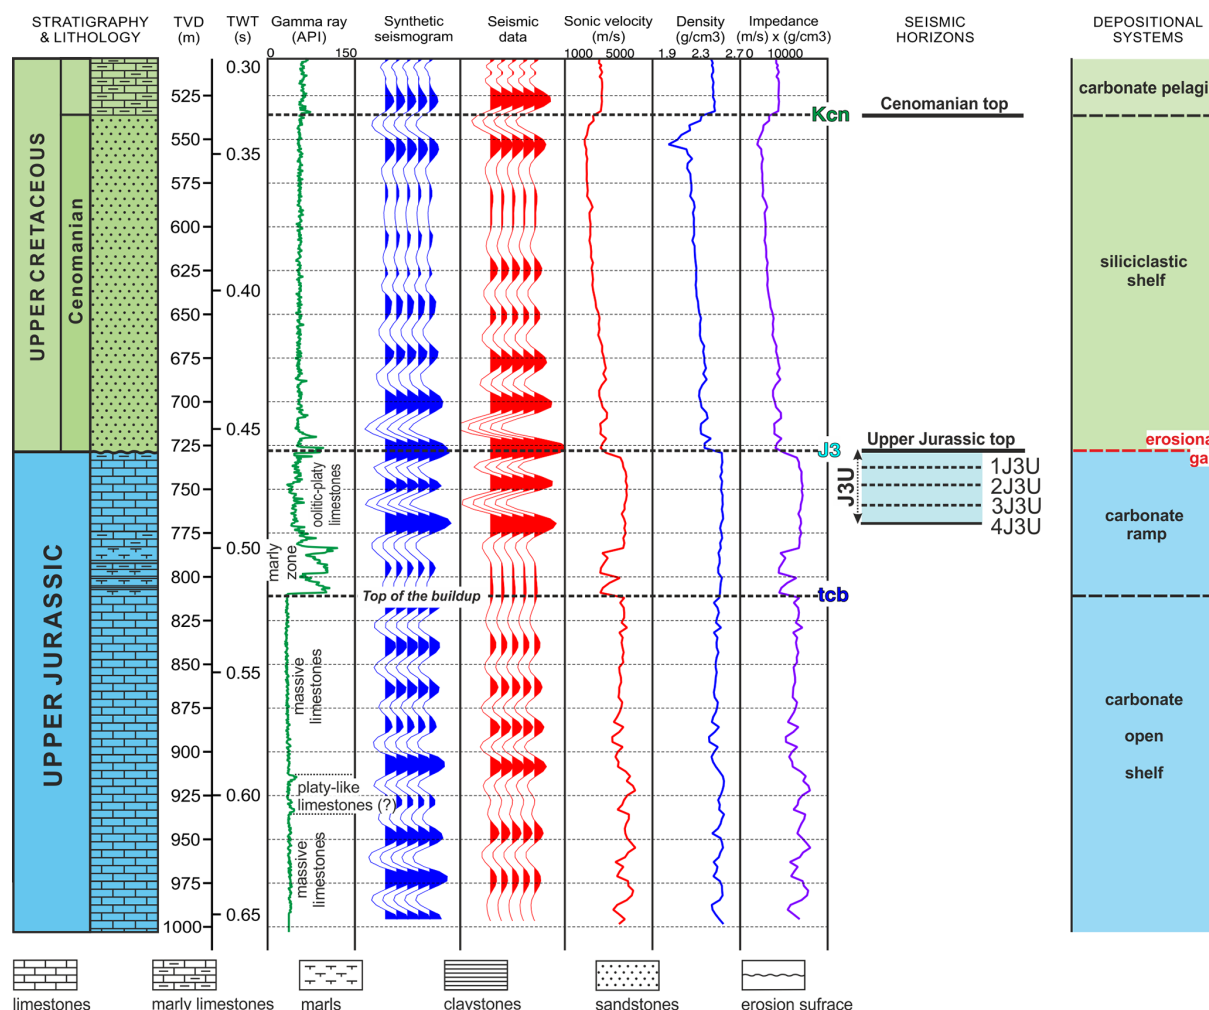 STRATIGRAPHY
& LITHOLOGY
TVD
(m)
TWT
(s)
Gamma ray
(API)
0 150
Synthetic
seismogram
Seismic
data
Sonic velocity
(m/s)
1000 5000
Density
(g/cm3)
1.9 2.3 2.7
Impedance
(m/s) x (g/cm3)
0 10000
SEISMIC
HORIZONS
DEPOSITIONAL
SYSTEMS
UPPER CRETACEOUS
Cenomanian
UPPER JURASSIC
525
550
575
600
625
650
675
700
725
750
775
800
825
850
875
900
925
950
975
1000
0.30
0.35
0.40
0.45
0.50
0.55
0.60
0.65
oolitic-platy
limestones
marly
zone
Top of the buildup
massive
limestones
platy-like
limestones (?)
massive
limestones
Kcn
J3
tcb
Cenomanian top
Upper Jurassic top
J3U
1J3U
2J3U
3J3U
4J3U
carbonate pelagi
siliciclastic
shelf
erosiona
ga
carbonate
ramp
carbonate
open
shelf
limestones
marly limestones
marls
claystones
sandstones
erosion sufrace